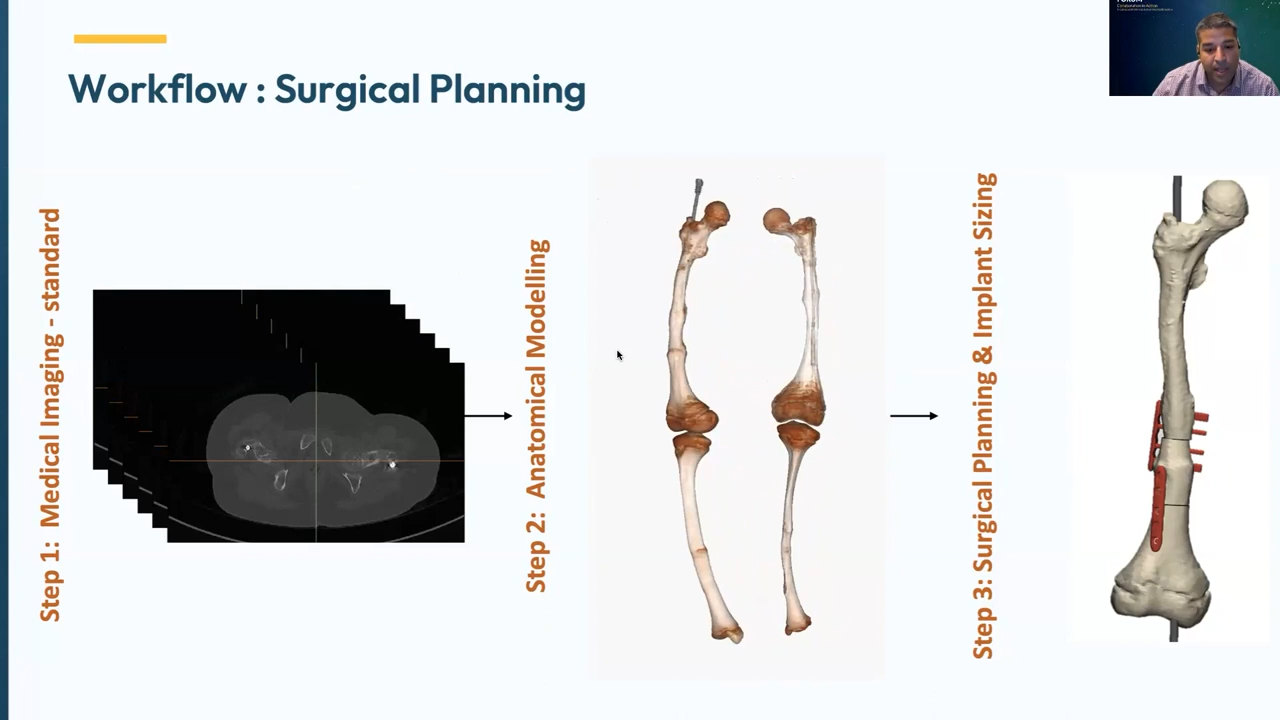 Workflow : Surgical Planning
Step 1: Medical Imaging - standard
Step 2: Anatomical Modelling
Step 3: Surgical Planning & Implant Sizing